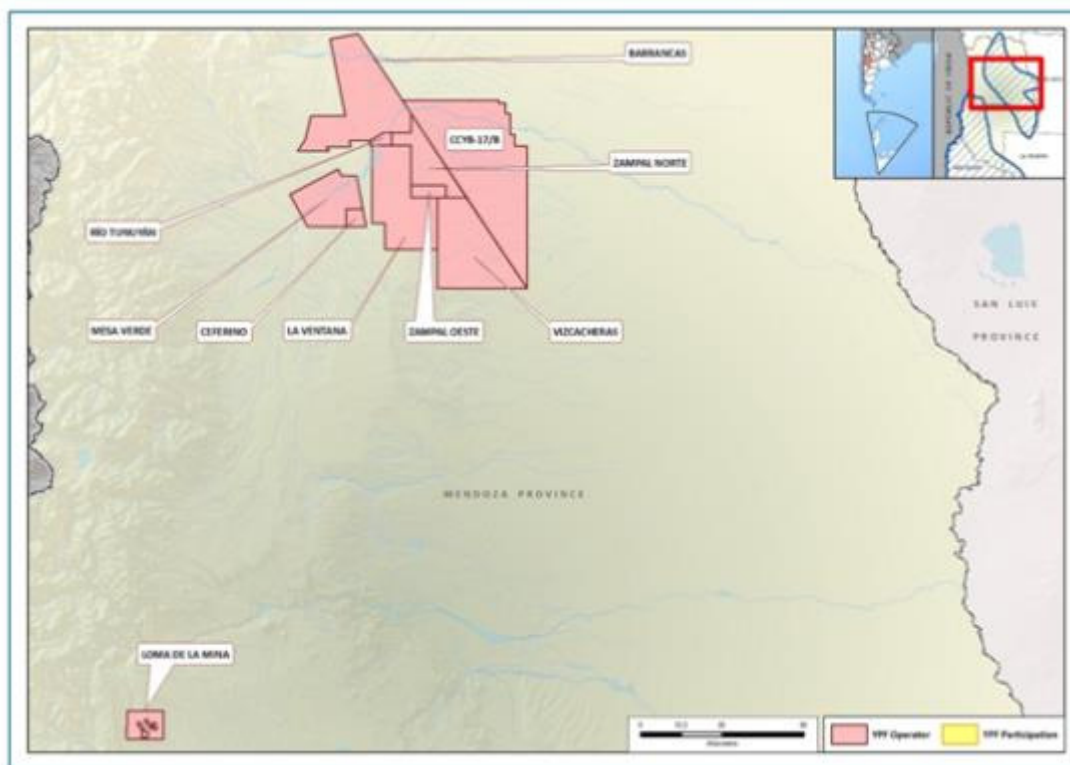 BARRANCAS
CCYB-17/B
ZAMPAL NORTE
RÍO TUNUYÁN
MESA VERDE
CEFERINO
LA VENTANA
ZAMPAL OESTE
VIZCACHERAS
SAN LUIS
PROVINCE
MENDOZA PROVINCE
LOMA DE LA MINA
0
YPF Operator
YPF Participation